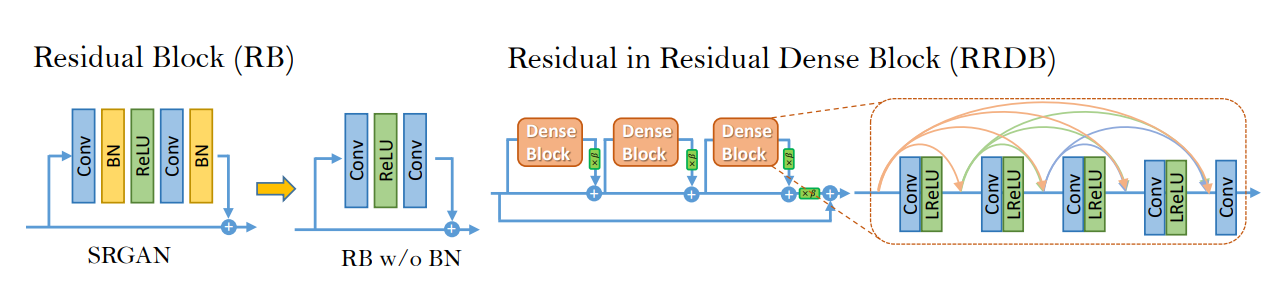 Residual Block (RB)
Residual in Residual Dense Block (RRDB)
Conv
BN
ReLU
Conv
BN
SRGAN
Conv
ReLU
Conv
RB w/o BN
Dense
Block
×β
Dense
Block
×β
Dense
Block
×β
×β
Conv
LReLU
Conv
LReLU
Conv
LReLU
Conv
LReLU
Conv